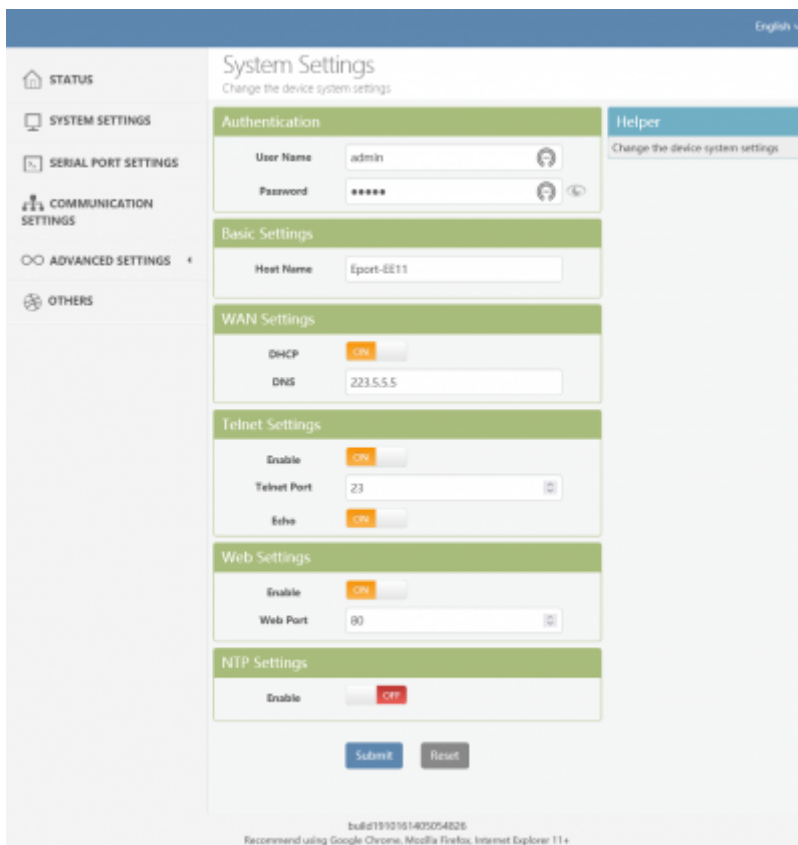 English
STATUS
SYSTEM SETTINGS
SERIAL PORT SETTINGS
COMMUNICATION
SETTINGS
ADVANCED SETTINGS
OTHERS
System Settings
Change the device system settings
Authentication
User Name admin
Password •••••
Basic Settings
Host Name Eport-EE11
WAN Settings
DHCP ON
DNS 223.5.5.5
Telnet Settings
Enable ON
Telnet Port 23
Echo ON
Web Settings
Enable ON
Web Port 80
NTP Settings
Enable OFF
Submit Reset
Helper
Change the device system settings
build1910161405054826
Recommend using Google Chrome, Mozilla Firefox, Internet Explorer 11+